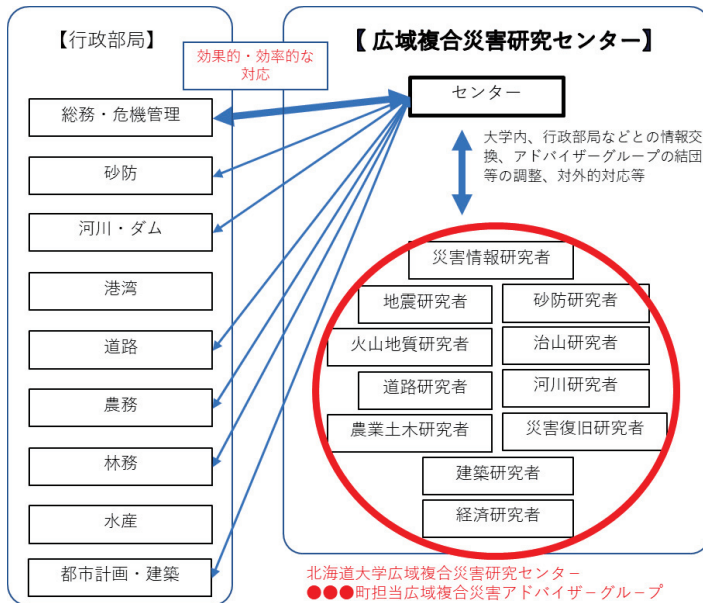 【行政部局】
効果的・効率的な
対応
総務・危機管理
砂防
河川・ダム
港湾
道路
農務
林務
水産
都市計画・建築
【 広域複合災害研究センター】
センター
大学内、行政部局などとの情報交
換、アドバイザーグループの結団
等の調整、対外的対応等
災害情報研究者
地震研究者
砂防研究者
火山地質研究者
治山研究者
道路研究者
河川研究者
農業土木研究者
災害復旧研究者
建築研究者
経済研究者
北海道大学広域複合災害研究センター
●●●町担当広域複合災害アドバイザーグループ